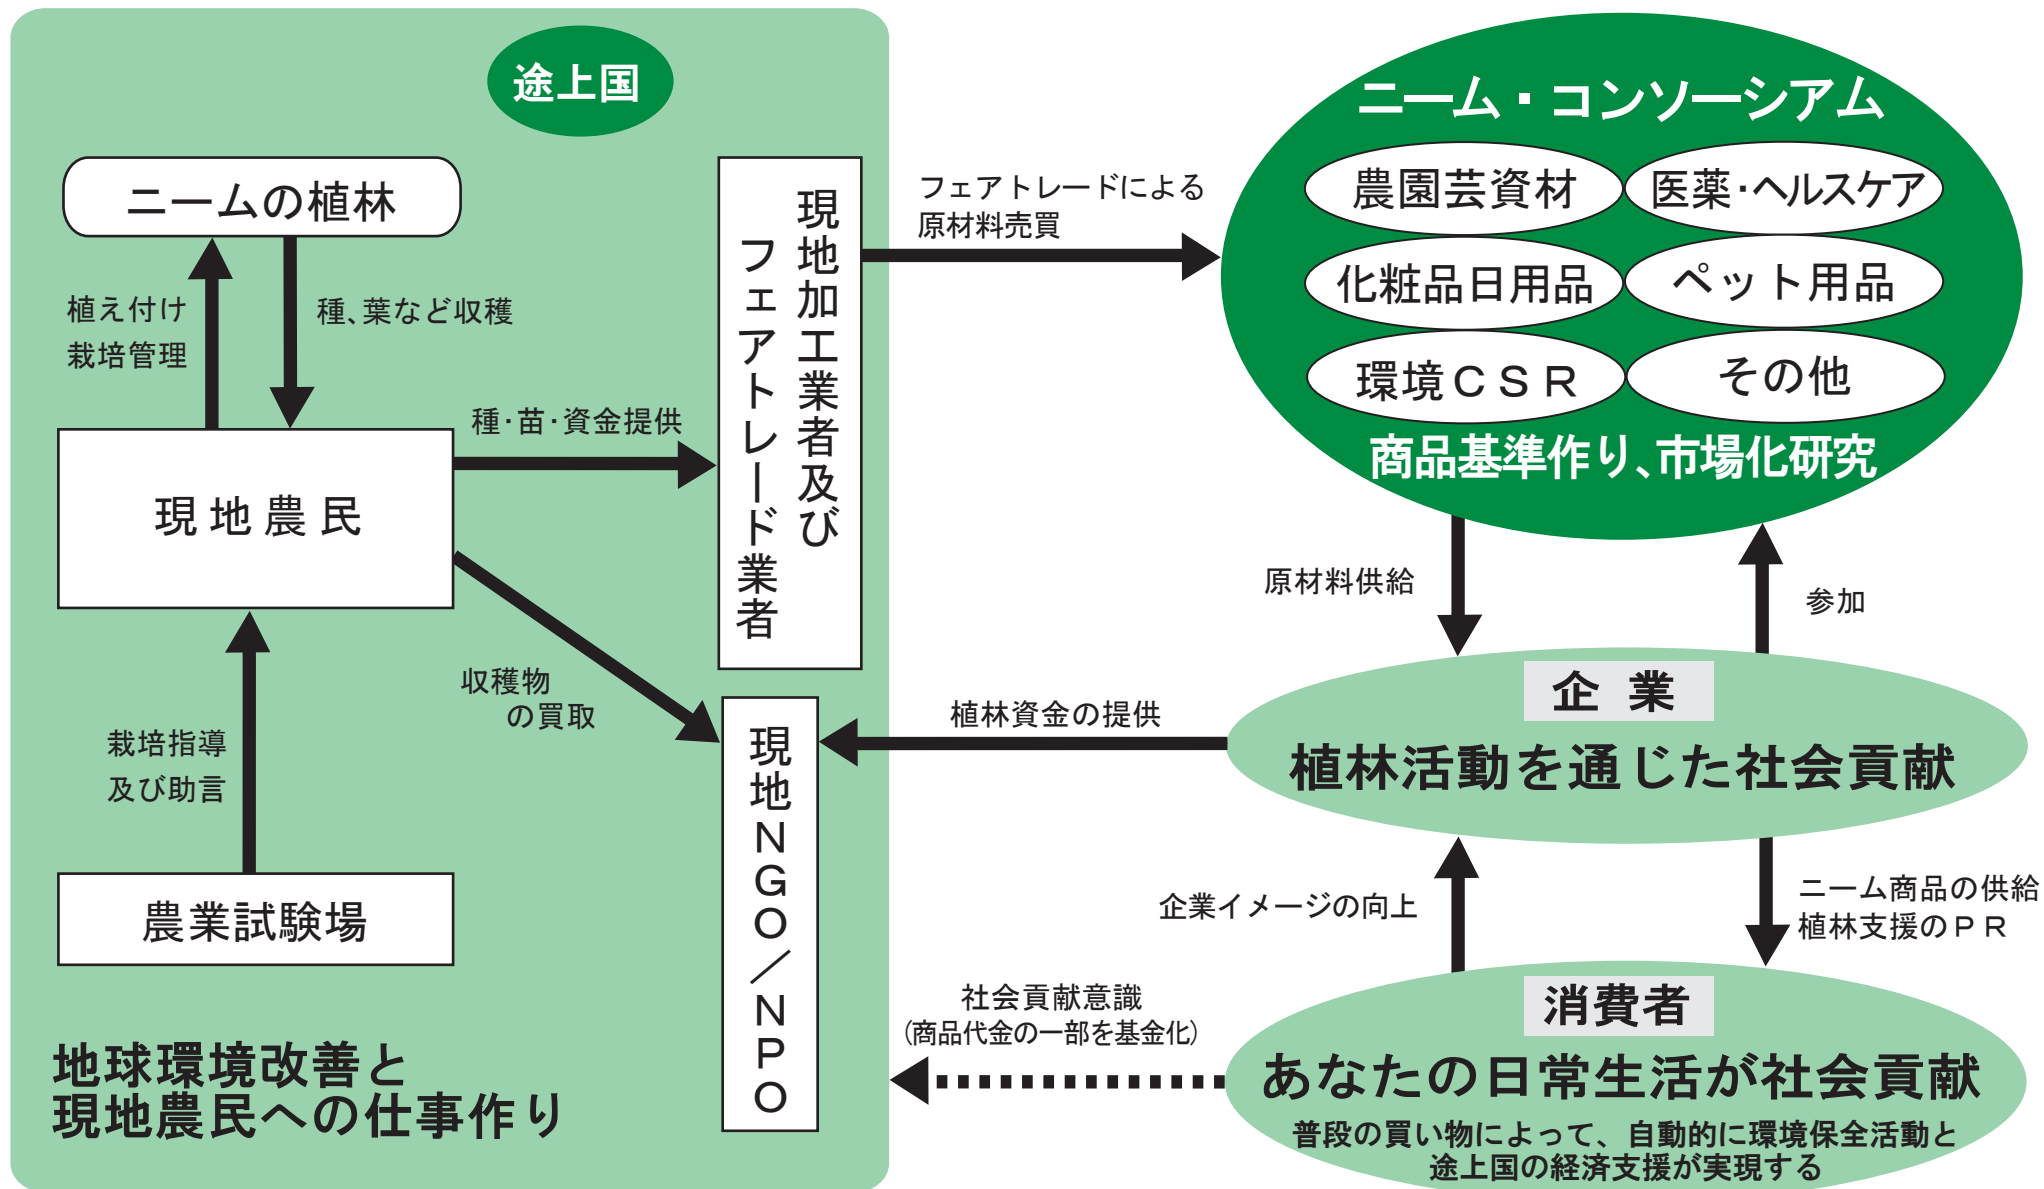 途上国
ニームの植林
植え付け
栽培管理
種、葉など収穫
現地農民
種・苗・資金提供
収穫物
の買取
栽培指導
及び助言
農業試験場
現地加工業者及び
フェアトレード業者
現地NGO／NPO
地球環境改善と
現地農民への仕事作り
フェアトレードによる
原材料売買
ニーム・コンソーシアム
農園芸資材
医薬・ヘルスケア
化粧品日用品
ペット用品
環境CSR
その他
商品基準作り、市場化研究
原材料供給
参加
植林資金の提供
企業
植林活動を通じた社会貢献
企業イメージの向上
ニーム商品の供給
植林支援のPR
社会貢献意識
(商品代金の一部を基金化)
消費者
あなたの日常生活が社会貢献
普段の買い物によって、自動的に環境保全活動と
途上国の経済支援が実現する